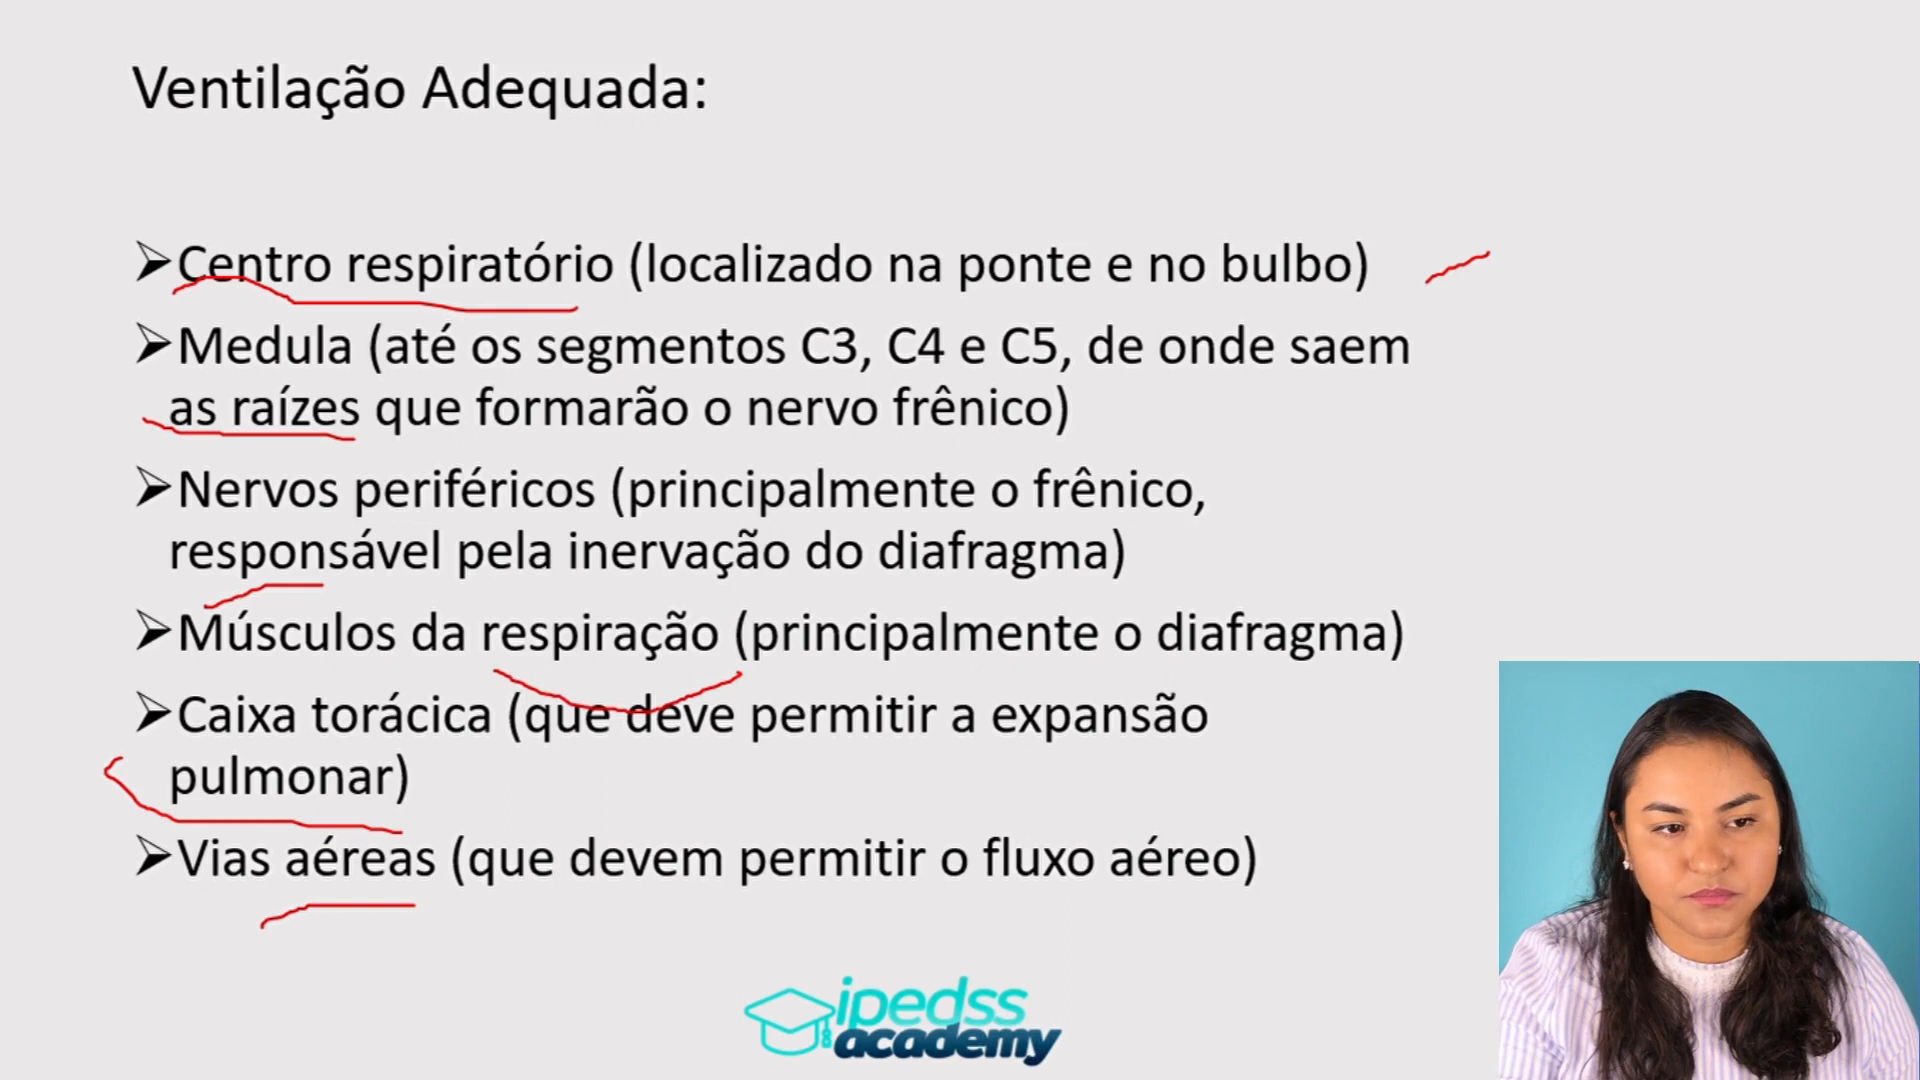 Ventilação Adequada:
➢Centro respiratório (localizado na ponte e no bulbo)
➢Medula (até os segmentos C3, C4 e C5, de onde saem
as raízes que formarão o nervo frênico)
➢Nervos periféricos (principalmente o frênico,
responsável pela inervação do diafragma)
➢Músculos da respiração (principalmente o diafragma)
➢Caixa torácica (que deve permitir a expansão
pulmonar)
➢Vias aéreas (que devem permitir o fluxo aéreo)
ipedss
academy